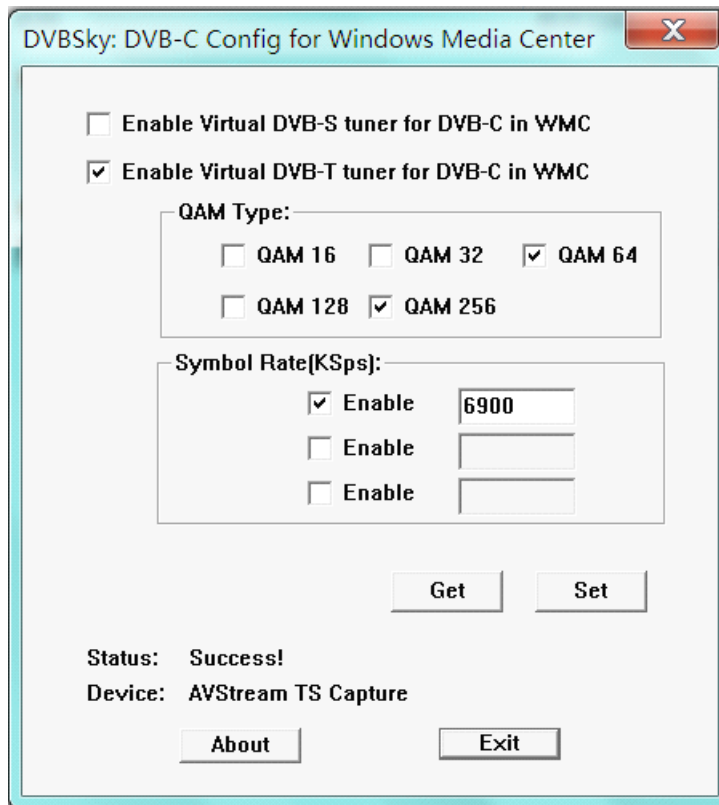 DVBSky: DVB-C Config for Windows Media Center
Enable Virtual DVB-S tuner for DVB-C in WMC
Enable Virtual DVB-T tuner for DVB-C in WMC
QAM Type:
QAM 16 QAM 32 QAM 64
QAM 128 QAM 256
Symbol Rate(KSps):
Enable 6900
Enable
Enable
Get Set
Status: Success!
Device: AVStream TS Capture
About Exit